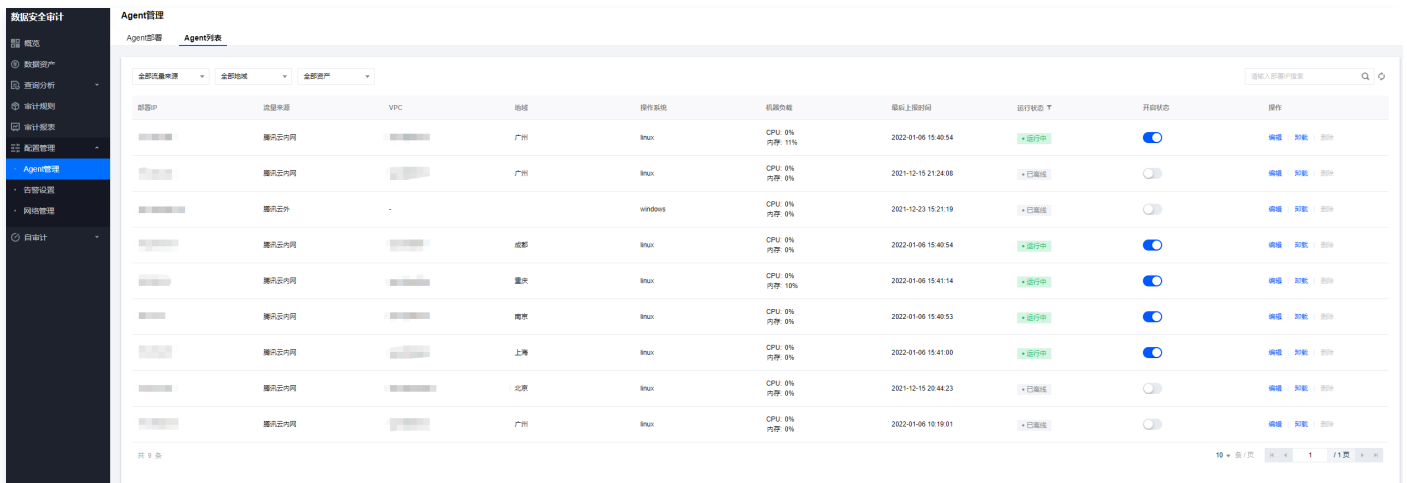 数据安全审计
概览
数据资产
查询分析
审计规则
审计报表
配置管理
Agent管理
告警设置
网络管理
自审计
Agent管理
Agent部署 Agent列表
全部流量来源 全部地域 全部资产 请输入部署IP搜索
部署IP 流量来源 VPC 地域 操作系统 机器负载 最后上报时间 运行状态 开启状态 操作
腾讯云内网 广州 linux CPU: 0% 内存: 11% 2022-01-06 15:40:54 运行中 编辑 卸载 删除
腾讯云内网 广州 linux CPU: 0% 内存: 0% 2021-12-15 21:24:08 已离线 编辑 卸载 删除
腾讯云外 - windows CPU: 0% 内存: 0% 2021-12-23 15:21:19 已离线 编辑 卸载 删除
腾讯云内网 成都 linux CPU: 0% 内存: 0% 2022-01-06 15:40:54 运行中 编辑 卸载 删除
腾讯云内网 重庆 linux CPU: 0% 内存: 10% 2022-01-06 15:41:14 运行中 编辑 卸载 删除
腾讯云内网 南京 linux CPU: 0% 内存: 0% 2022-01-06 15:40:53 运行中 编辑 卸载 删除
腾讯云内网 上海 linux CPU: 0% 内存: 0% 2022-01-06 15:41:00 运行中 编辑 卸载 删除
腾讯云内网 北京 linux CPU: 0% 内存: 0% 2021-12-15 20:44:23 已离线 编辑 卸载 删除
腾讯云内网 广州 linux CPU: 0% 内存: 0% 2022-01-06 10:19:01 已离线 编辑 卸载 删除
共 9 条 10 条 / 页 1 / 1 页